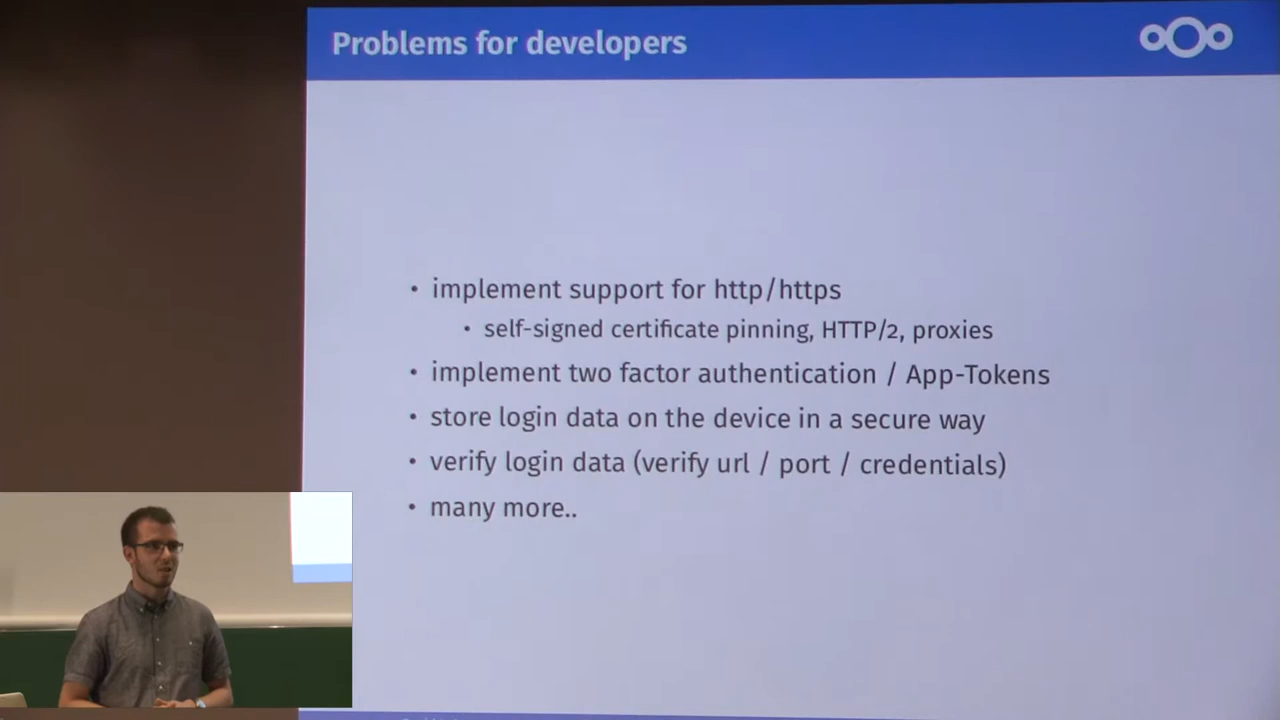 Problems for developers
• implement support for http/https
• self-signed certificate pinning, HTTP/2, proxies
• implement two factor authentication / App-Tokens
• store login data on the device in a secure way
• verify login data (verify url / port / credentials)
• many more..